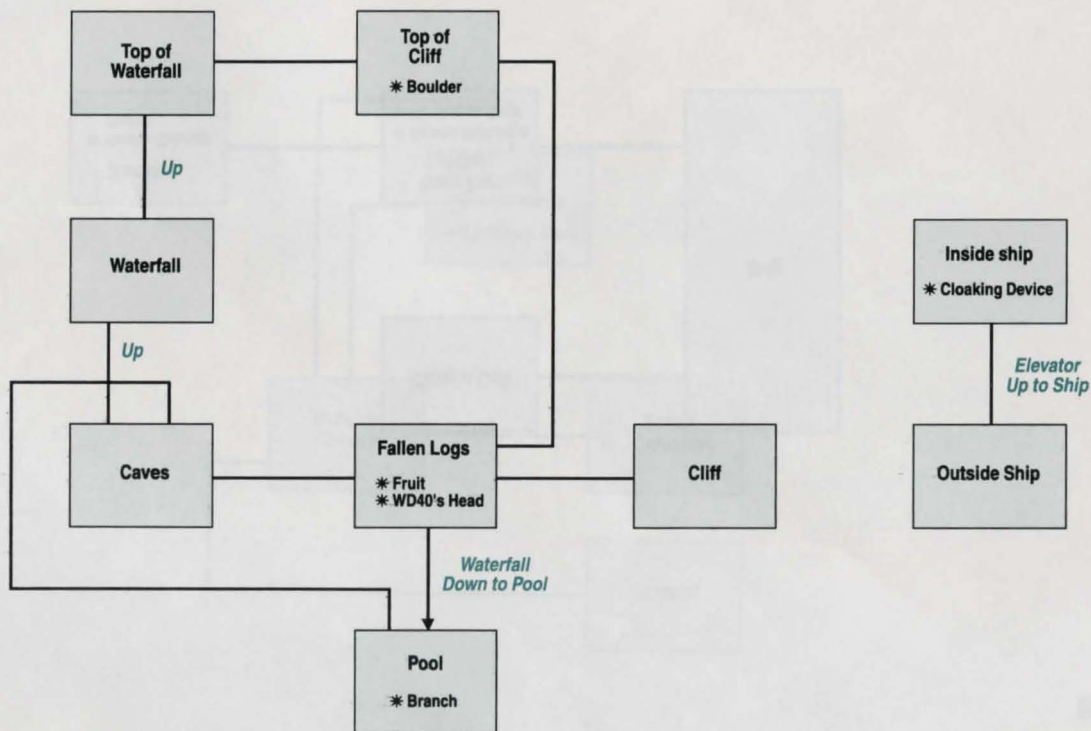 Top of
Waterfall
Top of
Cliff
✳ Boulder
Up
Waterfall
Inside ship
✳ Cloaking Device
Up
Elevator
Up to Ship
Caves
Fallen Logs
✳ Fruit
✳ WD40's Head
Cliff
Outside Ship
Waterfall
Down to Pool
Pool
✳ Branch